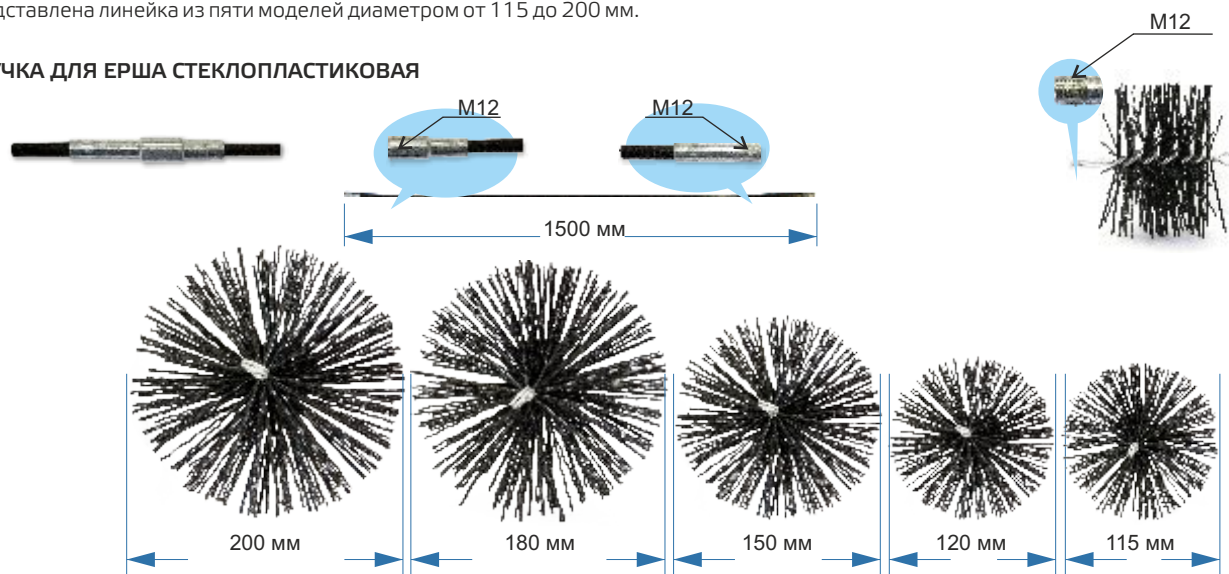 дставлена линейка из пяти моделей диаметром от 115 до 200 мм.
M12
УЧКА ДЛЯ ЕРША СТЕКЛОПЛАСТИКОВАЯ
M12 M12
1500 мм
200 мм 180 мм 150 мм 120 мм 115 мм